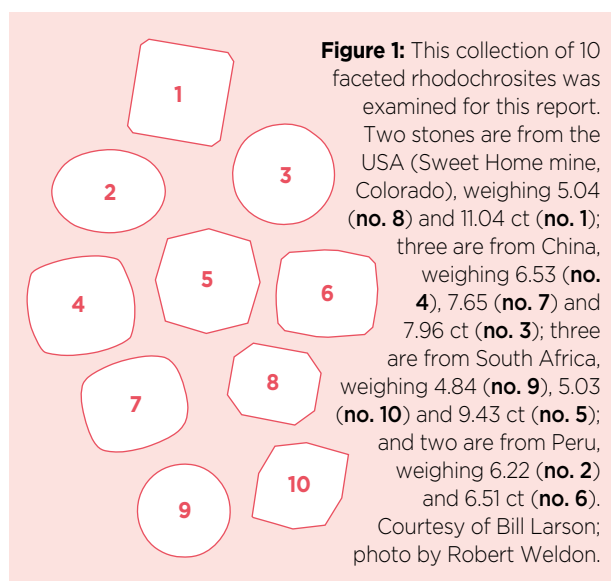 1
2
3
4
5
6
7
8
9
10
Figure 1: This collection of 10
faceted rhodochrosites was
examined for this report.
Two stones are from the
USA (Sweet Home mine,
Colorado), weighing 5.04
(no. 8) and 11.04 ct (no. 1);
three are from China,
weighing 6.53 (no.
4), 7.65 (no. 7) and
7.96 ct (no. 3); three
are from South Africa,
weighing 4.84 (no. 9), 5.03
(no. 10) and 9.43 ct (no. 5);
and two are from Peru,
weighing 6.22 (no. 2)
and 6.51 ct (no. 6).
Courtesy of Bill Larson;
photo by Robert Weldon.